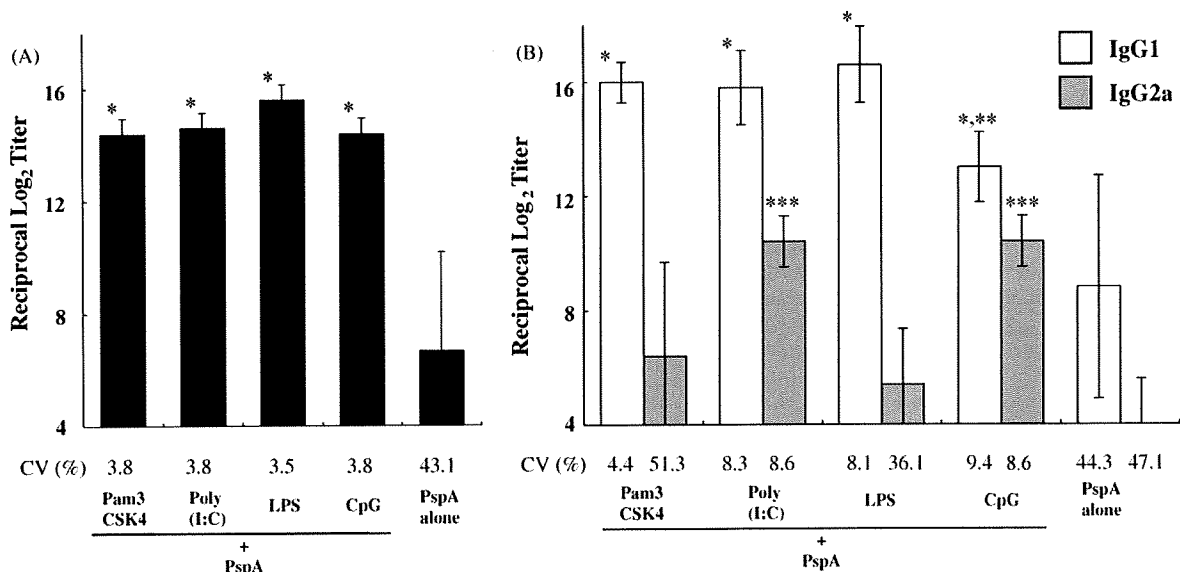 (A)
Reciprocal Log2 Titer
16
12
8
4
*
*
*
*
CV (%) 3.8 3.8 3.5 3.8 43.1
Pam3 CSK4
Poly (I:C)
LPS
CpG
PspA alone
+
PspA
(B)
Reciprocal Log 2 Titer
16
12
8
4
*
*
***
*
*,**
***
IgG1
IgG2a
CV (%) 4.4 51.3 8.3 8.6 8.1 36.1 9.4 8.6 44.3 47.1
Pam3 CSK4
Poly (I:C)
LPS
CpG
PspA alone
+
PspA